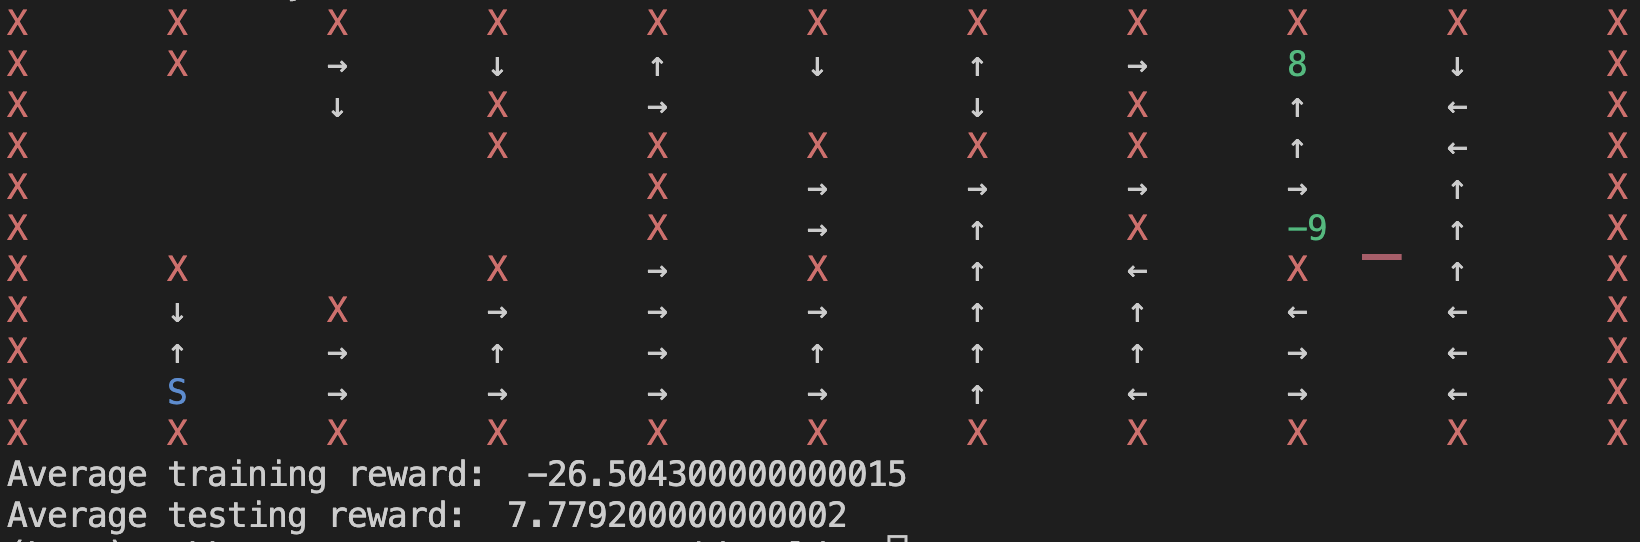 X X X X X X X X X X X
X X → ↓ ↑ ↓ ↑ → 8 ↓ X
X ↓ X → ↓ X ↑ ← X
X X X X X X ↑ ← X
X X → → → → ↑ X
X X → ↑ X -9 ↑ X
X X X → X ↑ ← X ↑ X
X ↓ X → → → ↑ ↑ ← ← X
X ↑ → ↑ → ↑ ↑ ↑ → ← X
X S → → → → ↑ ← → ← X
X X X X X X X X X X X
Average training reward: -26.504300000000015
Average testing reward: 7.779200000000002